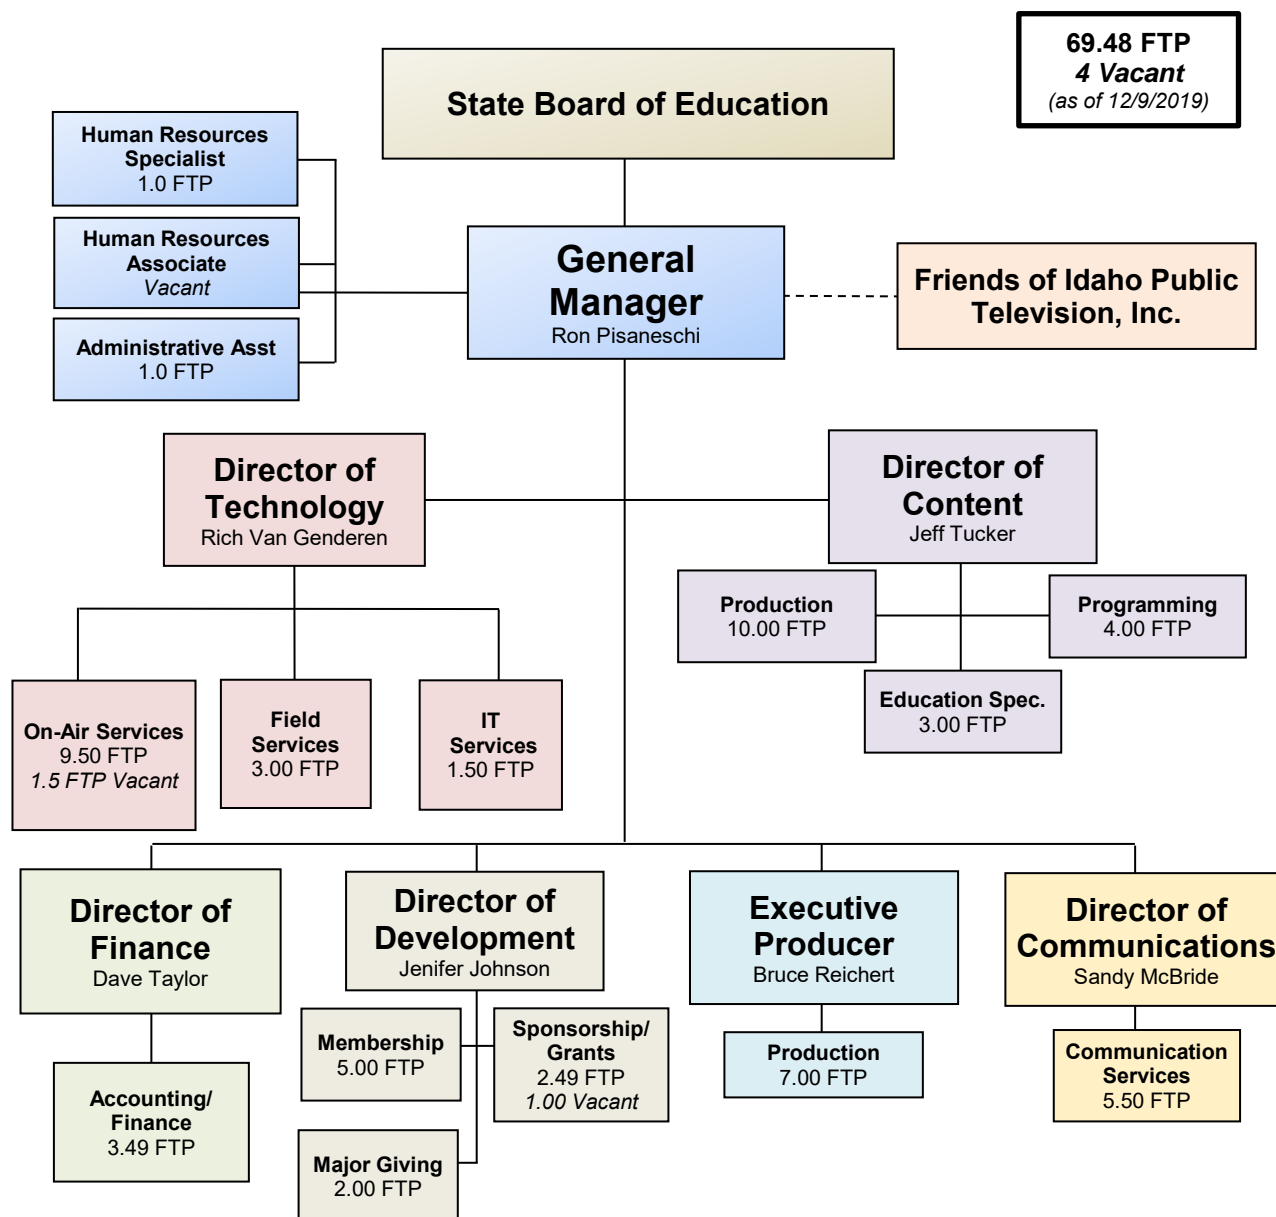 69.48 FTP
4 Vacant
(as of 12/9/2019)
State Board of Education
Human Resources
Specialist
1.0 FTP
Human Resources
Associate
Vacant
Administrative Asst
1.0 FTP
General
Manager
Ron Pisaneschi
Friends of Idaho Public
Television, Inc.
Director of
Technology
Rich Van Genderen
Director of
Content
Jeff Tucker
Production
10.00 FTP
Programming
4.00 FTP
Education Spec.
3.00 FTP
On-Air Services
9.50 FTP
1.5 FTP Vacant
Field
Services
3.00 FTP
IT
Services
1.50 FTP
Director of
Finance
Dave Taylor
Director of
Development
Jenifer Johnson
Executive
Producer
Bruce Reichert
Director of
Communications
Sandy McBride
Accounting/
Finance
3.49 FTP
Membership
5.00 FTP
Sponsorship/
Grants
2.49 FTP
1.00 Vacant
Major Giving
2.00 FTP
Production
7.00 FTP
Communication
Services
5.50 FTP